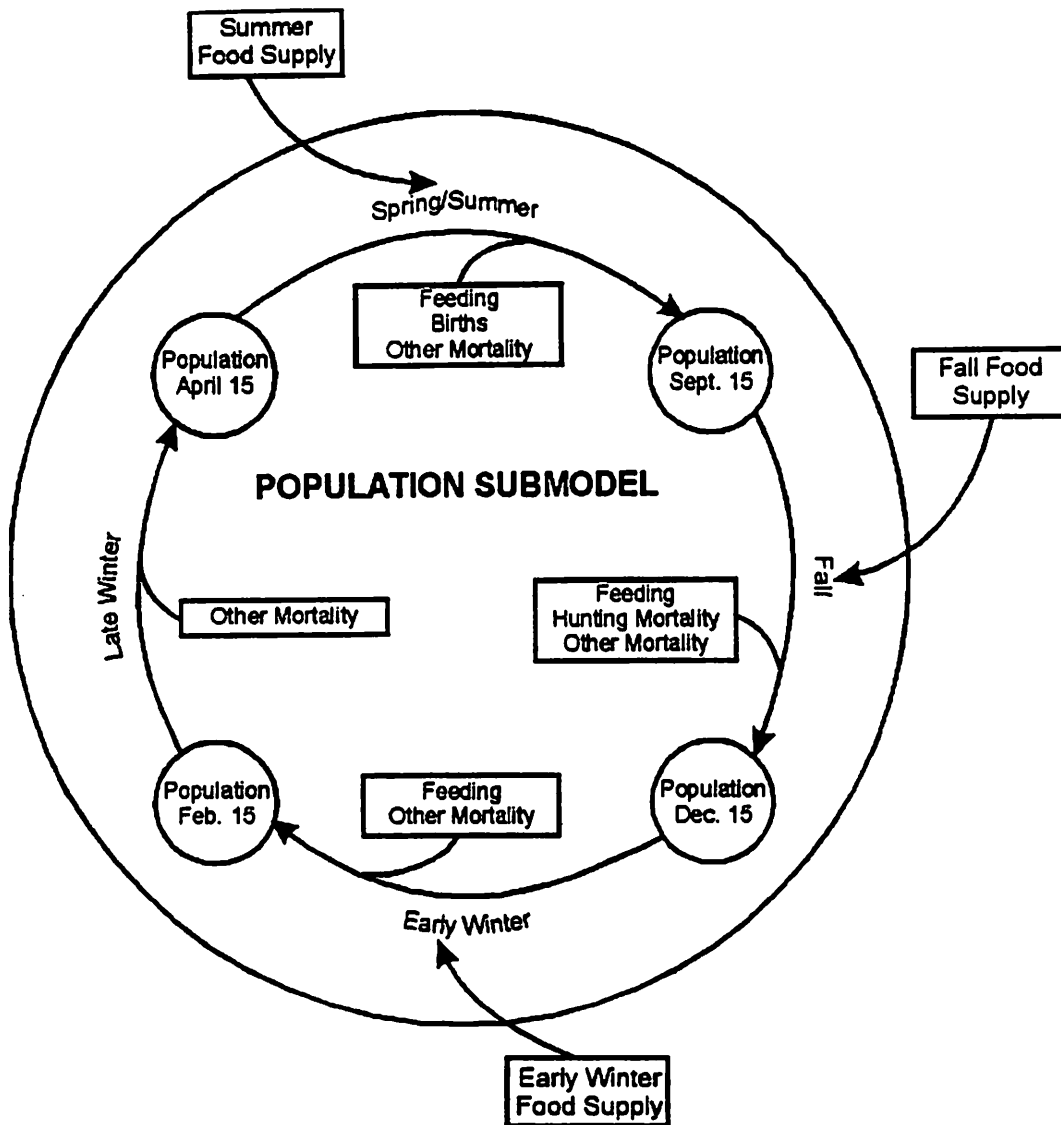 Summer
Food Supply
Spring/Summer
Feeding
Births
Other Mortality
Population
April 15
Population
Sept. 15
Fall Food
Supply
POPULATION SUBMODEL
Late Winter
Fall
Other Mortality
Feeding
Hunting Mortality
Other Mortality
Population
Feb. 15
Feeding
Other Mortality
Population
Dec. 15
Early Winter
Early Winter
Food Supply